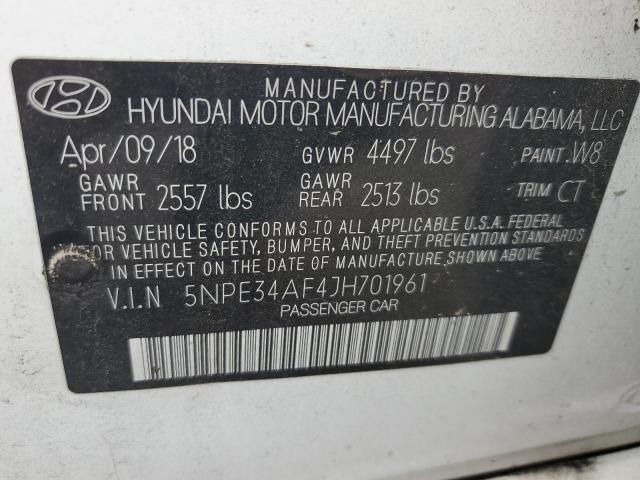 MANUFACTURED BY
HYUNDAI MOTOR MANUFACTURING ALABAMA, LLC
Apr/09/18 GVWR 4497 lbs PAINT W8
GAWR FRONT 2557 lbs GAWR REAR 2513 lbs TRIM CT
THIS VEHICLE CONFORMS TO ALL APPLICABLE U.S.A. FEDERAL
MOTOR VEHICLE SAFETY, BUMPER, AND THEFT PREVENTION STANDARDS
IN EFFECT ON THE DATE OF MANUFACTURE, SHOWN ABOVE.
V.I.N 5NPE34AF4JH701961
PASSENGER CAR